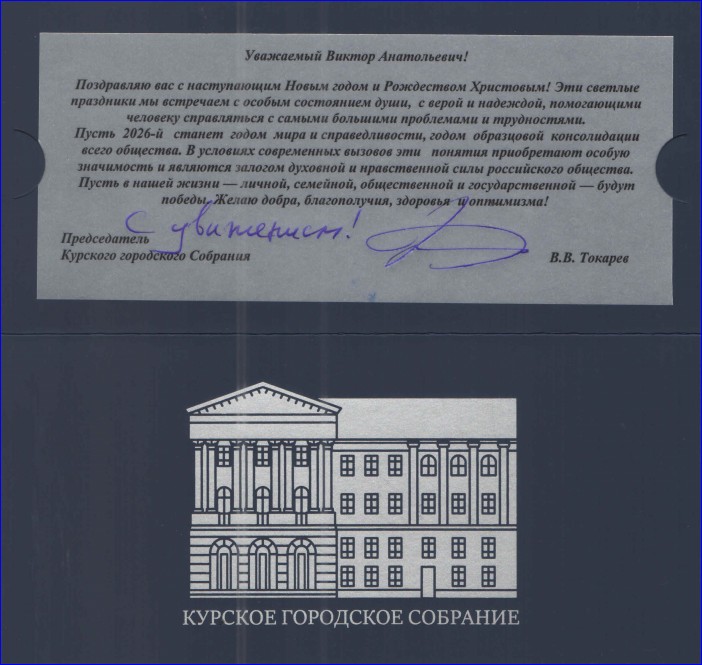 Уважаемый Виктор Анатольевич!
Поздравляю вас с наступающим Новым годом и Рождеством Христовым! Эти светлые
праздники мы встречаем с особым состоянием души, с верой и надеждой, помогающими
человеку справляться с самыми большими проблемами и трудностями.
Пусть 2026-й станет годом мира и справедливости, годом образцовой консолидации
всего общества. В условиях современных вызовов эти понятия приобретают особую
значимость и являются залогом духовной и нравственной силы российского общества.
Пусть в нашей жизни — личной, семейной, общественной и государственной — будут
победы. Желаю добра, благополучия, здоровья и оптимизма!
С уважением!
Председатель
Курского городского Собрания
В.В. Токарев
КУРСКОЕ ГОРОДСКОЕ СОБРАНИЕ